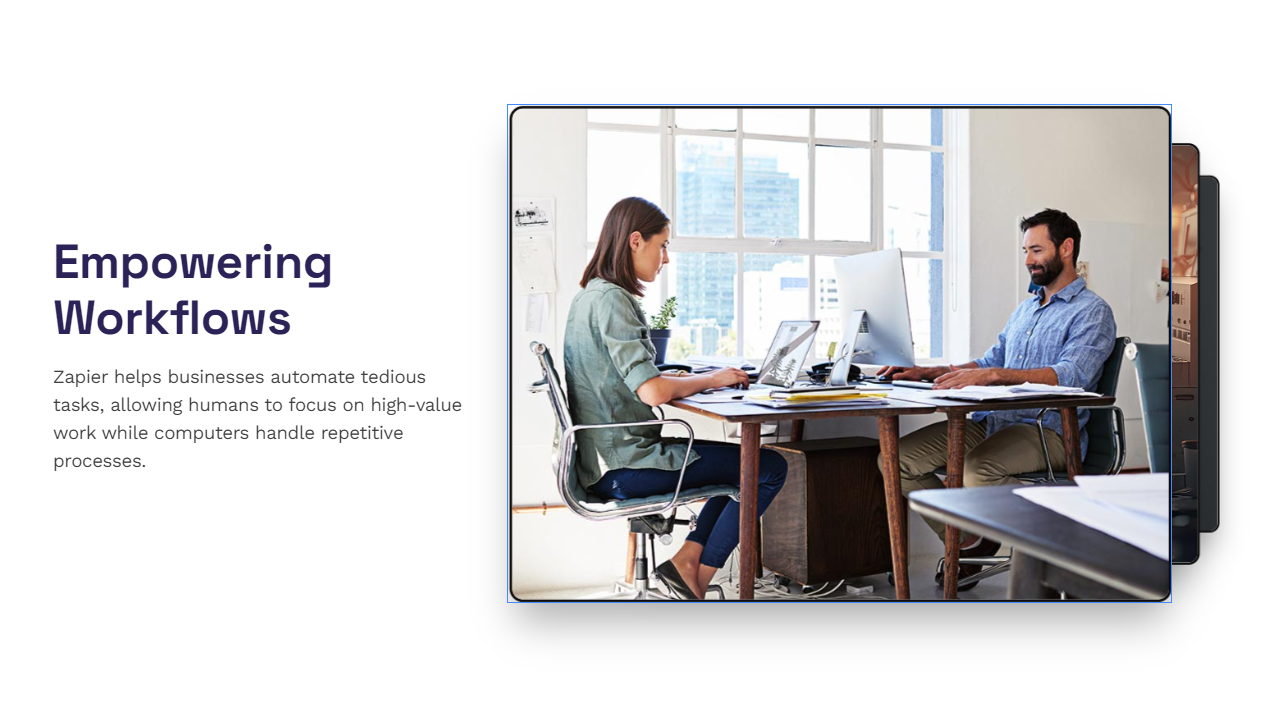 Empowering
Workflows
Zapier helps businesses automate tedious
tasks, allowing humans to focus on high-value
work while computers handle repetitive
processes.